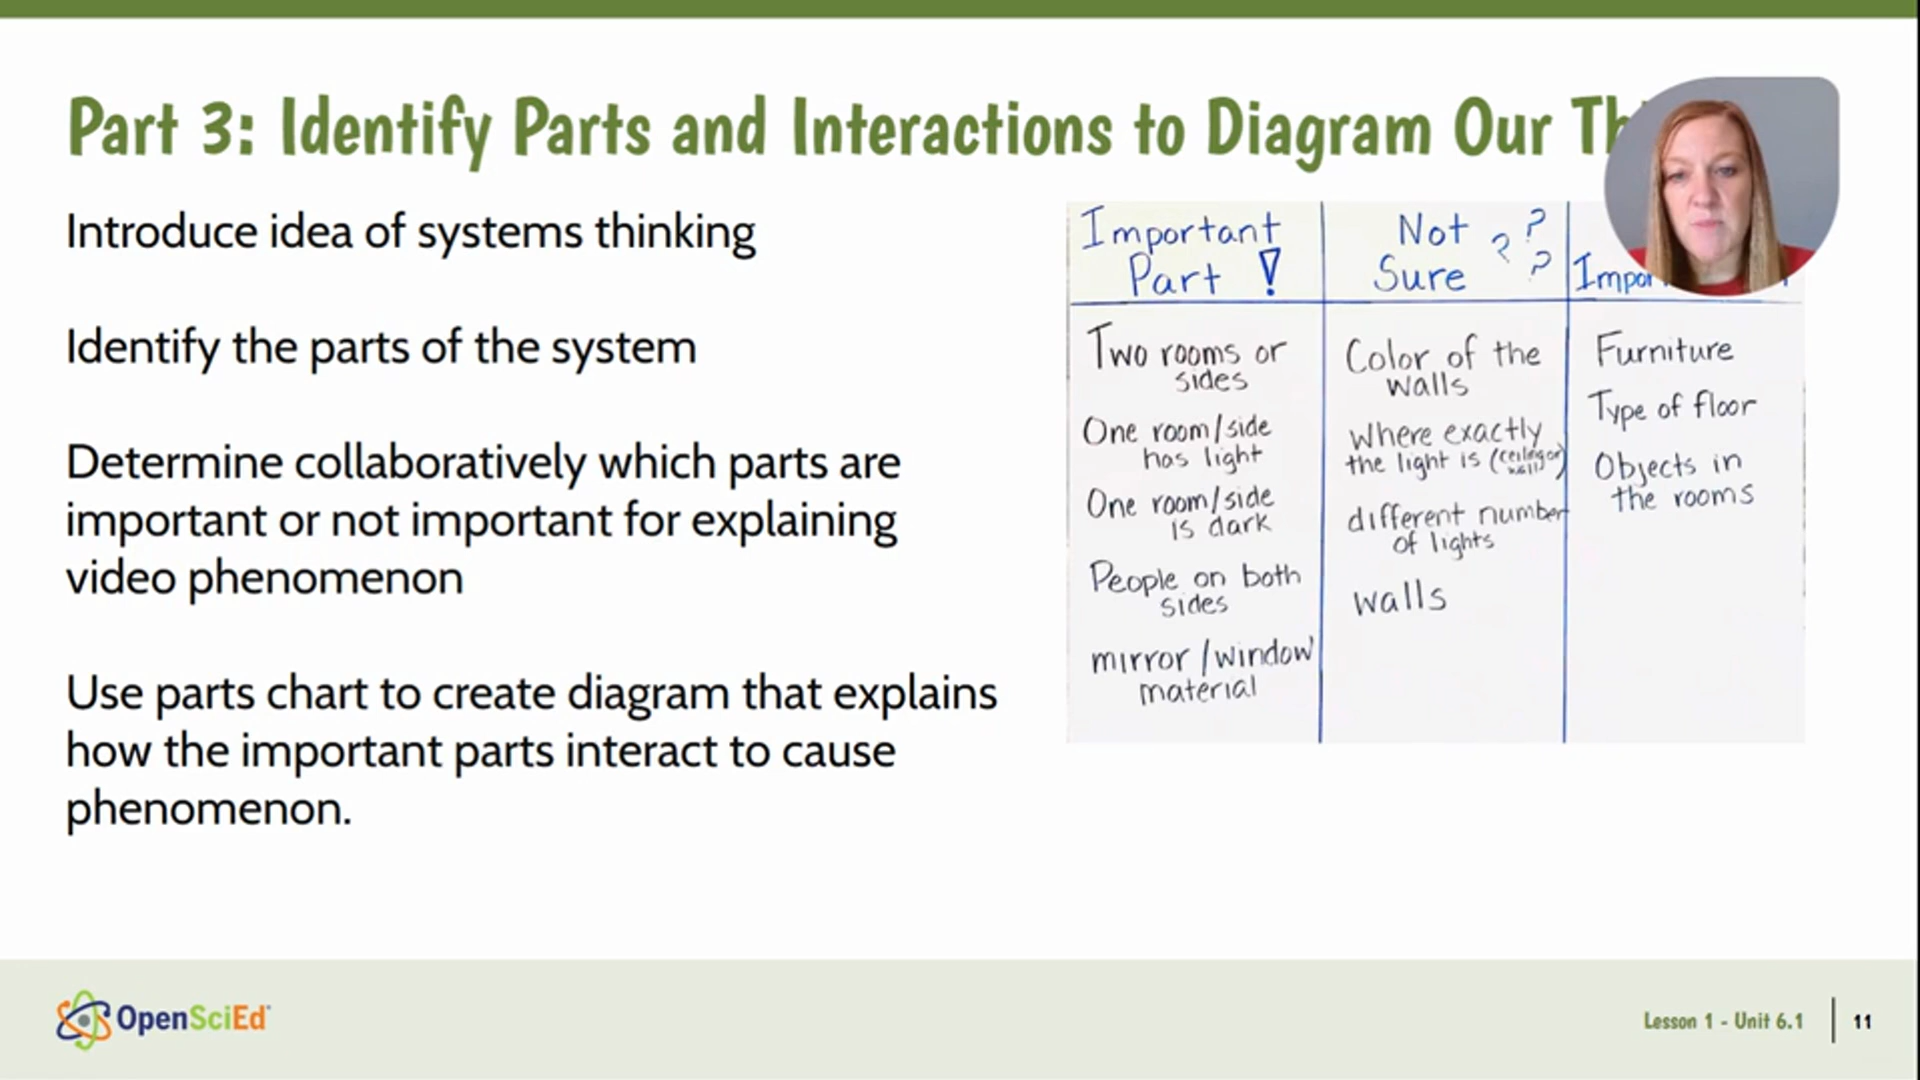 Part 3: Identify Parts and Interactions to Diagram Our
Introduce idea of systems thinking
Identify the parts of the system
Determine collaboratively which parts are
important or not important for explaining
video phenomenon
Use parts chart to create diagram that explains
how the important parts interact to cause
phenomenon.
Important
Part !
Two rooms or
sides
One room/side
has light
One room/side
is dark
People on both
sides
mirror/window
material
Not ???
Sure
Color of the
walls
Where exactly
the light is (ceiling or
wall)
different number
of lights
walls
Furniture
Type of floor
Objects in
the rooms
OpenSciEd
Lesson 1 - Unit 6.1 | 11